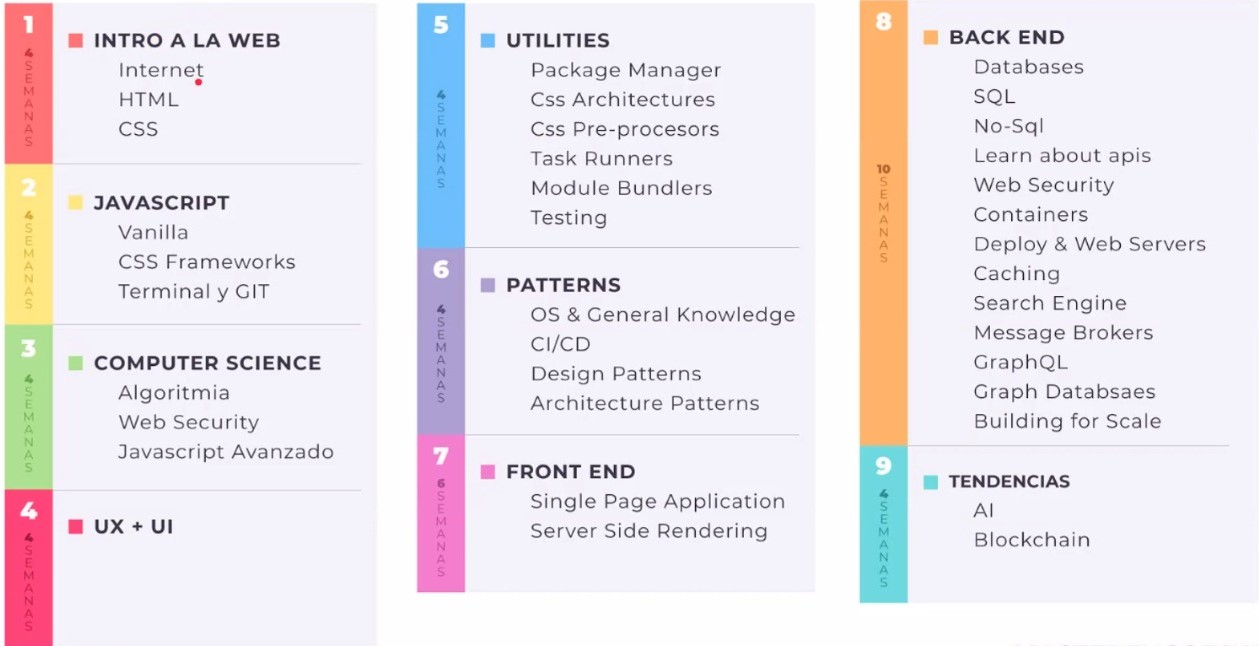 1
4 SEMANAS
INTRO A LA WEB
Internet
HTML
CSS
2
4 SEMANAS
JAVASCRIPT
Vanilla
CSS Frameworks
Terminal y GIT
3
4 SEMANAS
COMPUTER SCIENCE
Algoritmia
Web Security
Javascript Avanzado
4
4 SEMANAS
UX + UI
5
4 SEMANAS
UTILITIES
Package Manager
Css Architectures
Css Pre-procesors
Task Runners
Module Bundlers
Testing
6
4 SEMANAS
PATTERNS
OS & General Knowledge
CI/CD
Design Patterns
Architecture Patterns
7
6 SEMANAS
FRONT END
Single Page Application
Server Side Rendering
8
10 SEMANAS
BACK END
Databases
SQL
No-Sql
Learn about apis
Web Security
Containers
Deploy & Web Servers
Caching
Search Engine
Message Brokers
GraphQL
Graph Databsaes
Building for Scale
9
4 SEMANAS
TENDENCIAS
AI
Blockchain